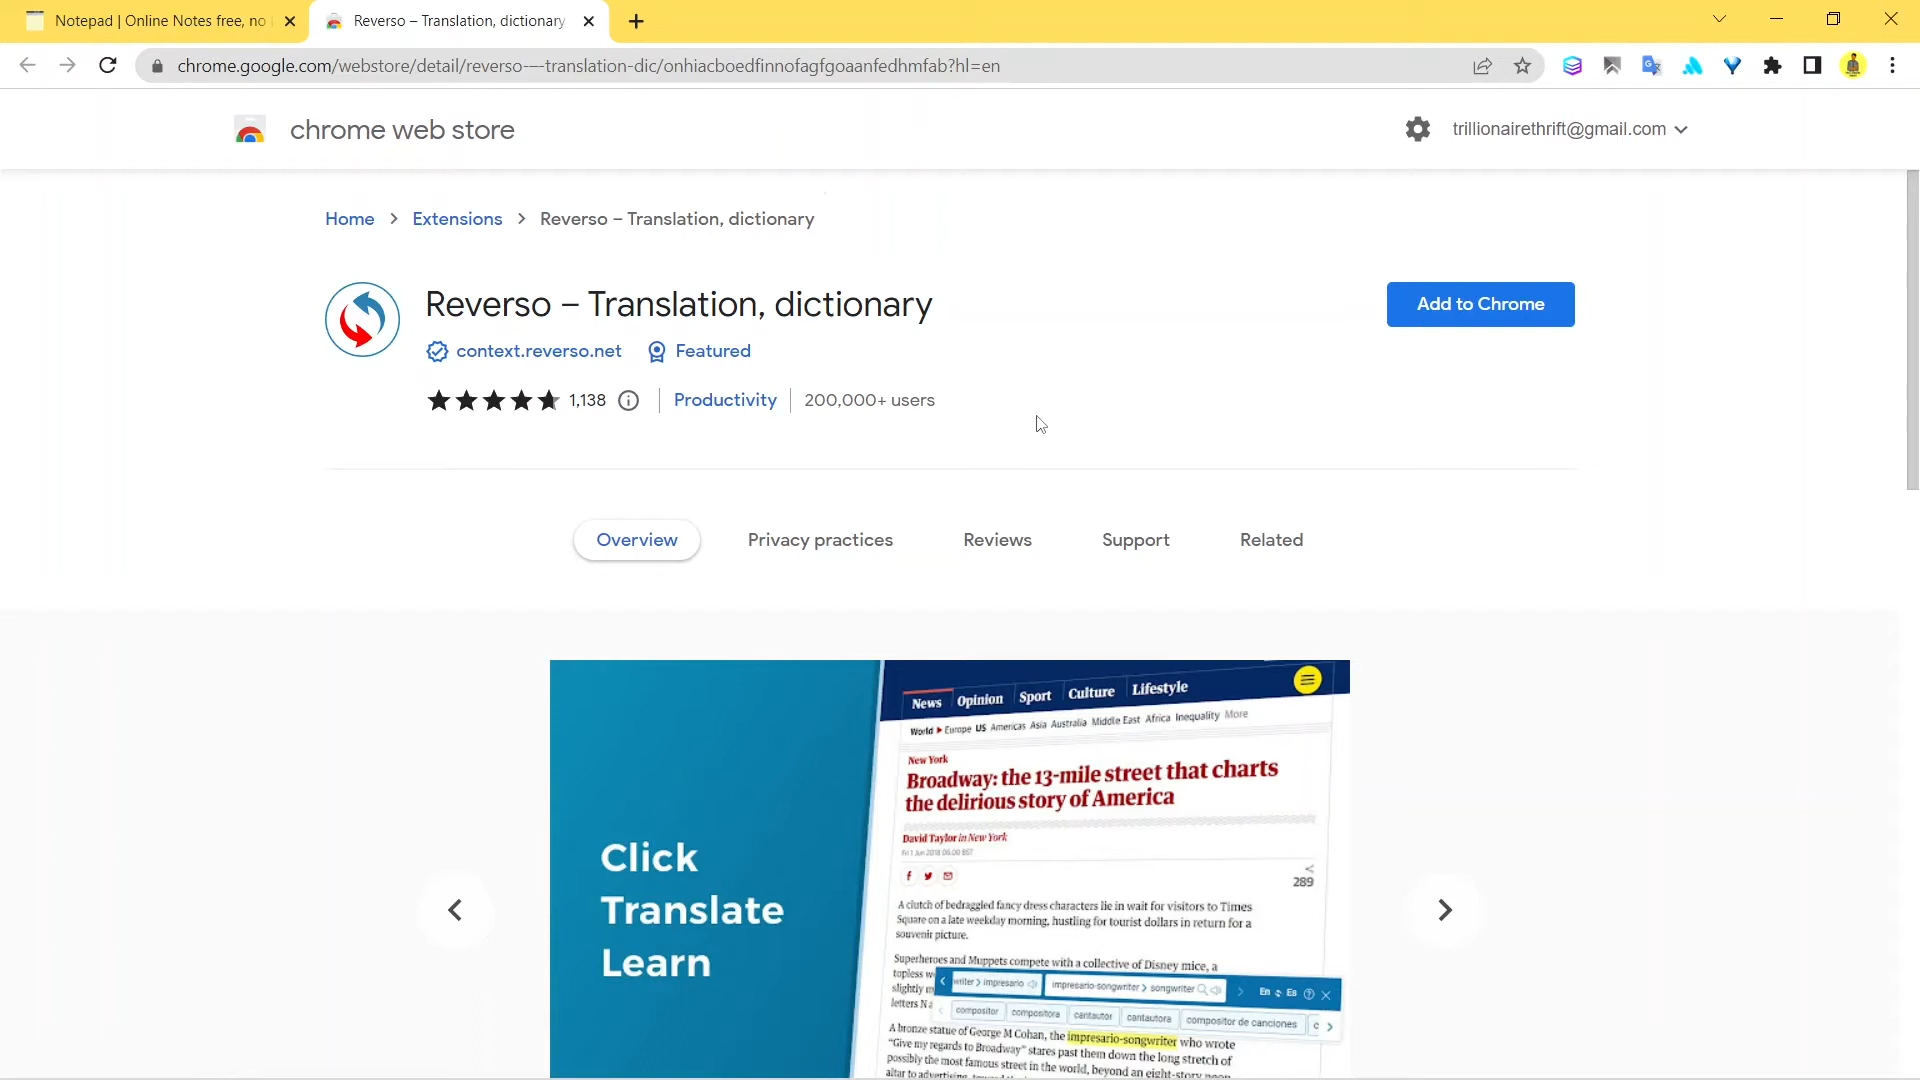 Notepad | Online Notes free, no
Reverso – Translation, dictionary
chrome.google.com/webstore/detail/reverso-–-translation-dic/onhiacboedfinnofagfgoaanfedhmfab?hl=en
chrome web store
trillionairethrift@gmail.com
Home > Extensions > Reverso – Translation, dictionary
Reverso – Translation, dictionary
Add to Chrome
context.reverso.net Featured
1,138 Productivity 200,000+ users
Overview Privacy practices Reviews Support Related
News Opinion Sport Culture Lifestyle
World Europe US Americas Asia Australia Middle East Africa Inequality More
New York
Broadway: the 13-mile street that charts
the delirious story of America
David Taylor in New York
Fri 1 Jun 2018 06.00 BST
289
Click
Translate
Learn
A clutch of bedraggled fancy dress characters lie in wait for visitors to Times
Square on a late weekday morning, hustling for tourist dollars in return for a
souvenir picture.
Superheroes and Muppets compete with a collective of Disney mice, a
topless
writer > impresario impresario-songwriter > songwriter En Es
slightly
letters N
compositor compositora cantautor cantautora compositor de canciones c
A bronze statue of George M Cohan, the impresario-songwriter who wrote
"Give my regards to Broadway" stares past them down the long stretch of
possibly the most famous street in the world, beyond an eight-story neon